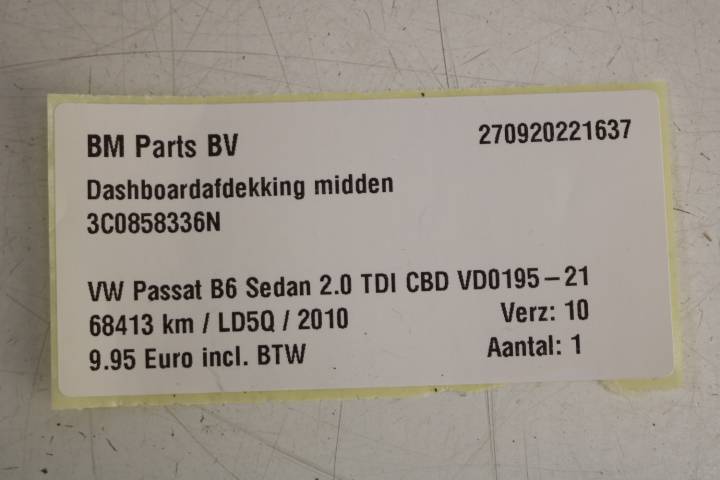 BM Parts BV 270920221637
Dashboardafdekking midden
3C0858336N
VW Passat B6 Sedan 2.0 TDI CBD VD0195-21
68413 km / LD5Q / 2010 Verz: 10
9.95 Euro incl. BTW Aantal: 1